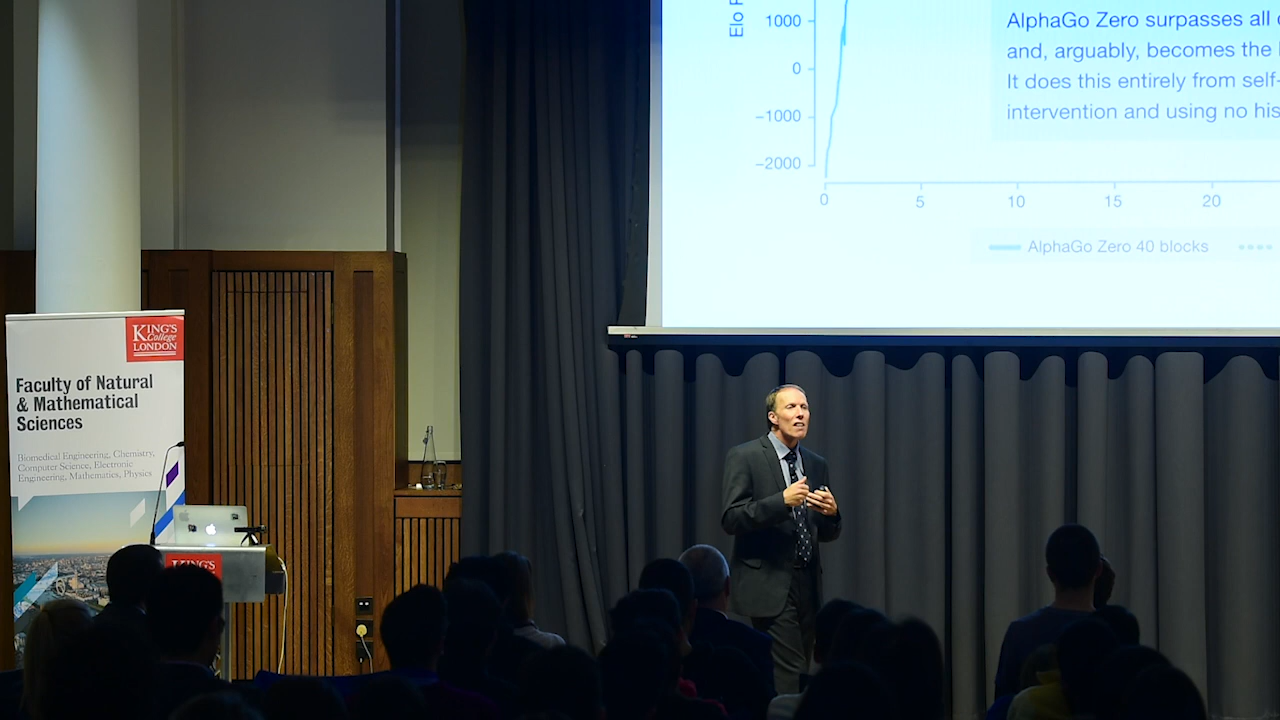 1000
0
−1000
−2000
0
5
10
15
20
AlphaGo Zero surpasses all
and, arguably, becomes the
It does this entirely from self-
intervention and using no his
AlphaGo Zero 40 blocks
KING'S
College
LONDON
Faculty of Natural
& Mathematical
Sciences
Biomedical Engineering, Chemistry,
Computer Science, Electronic
Engineering, Mathematics, Physics
KING'S